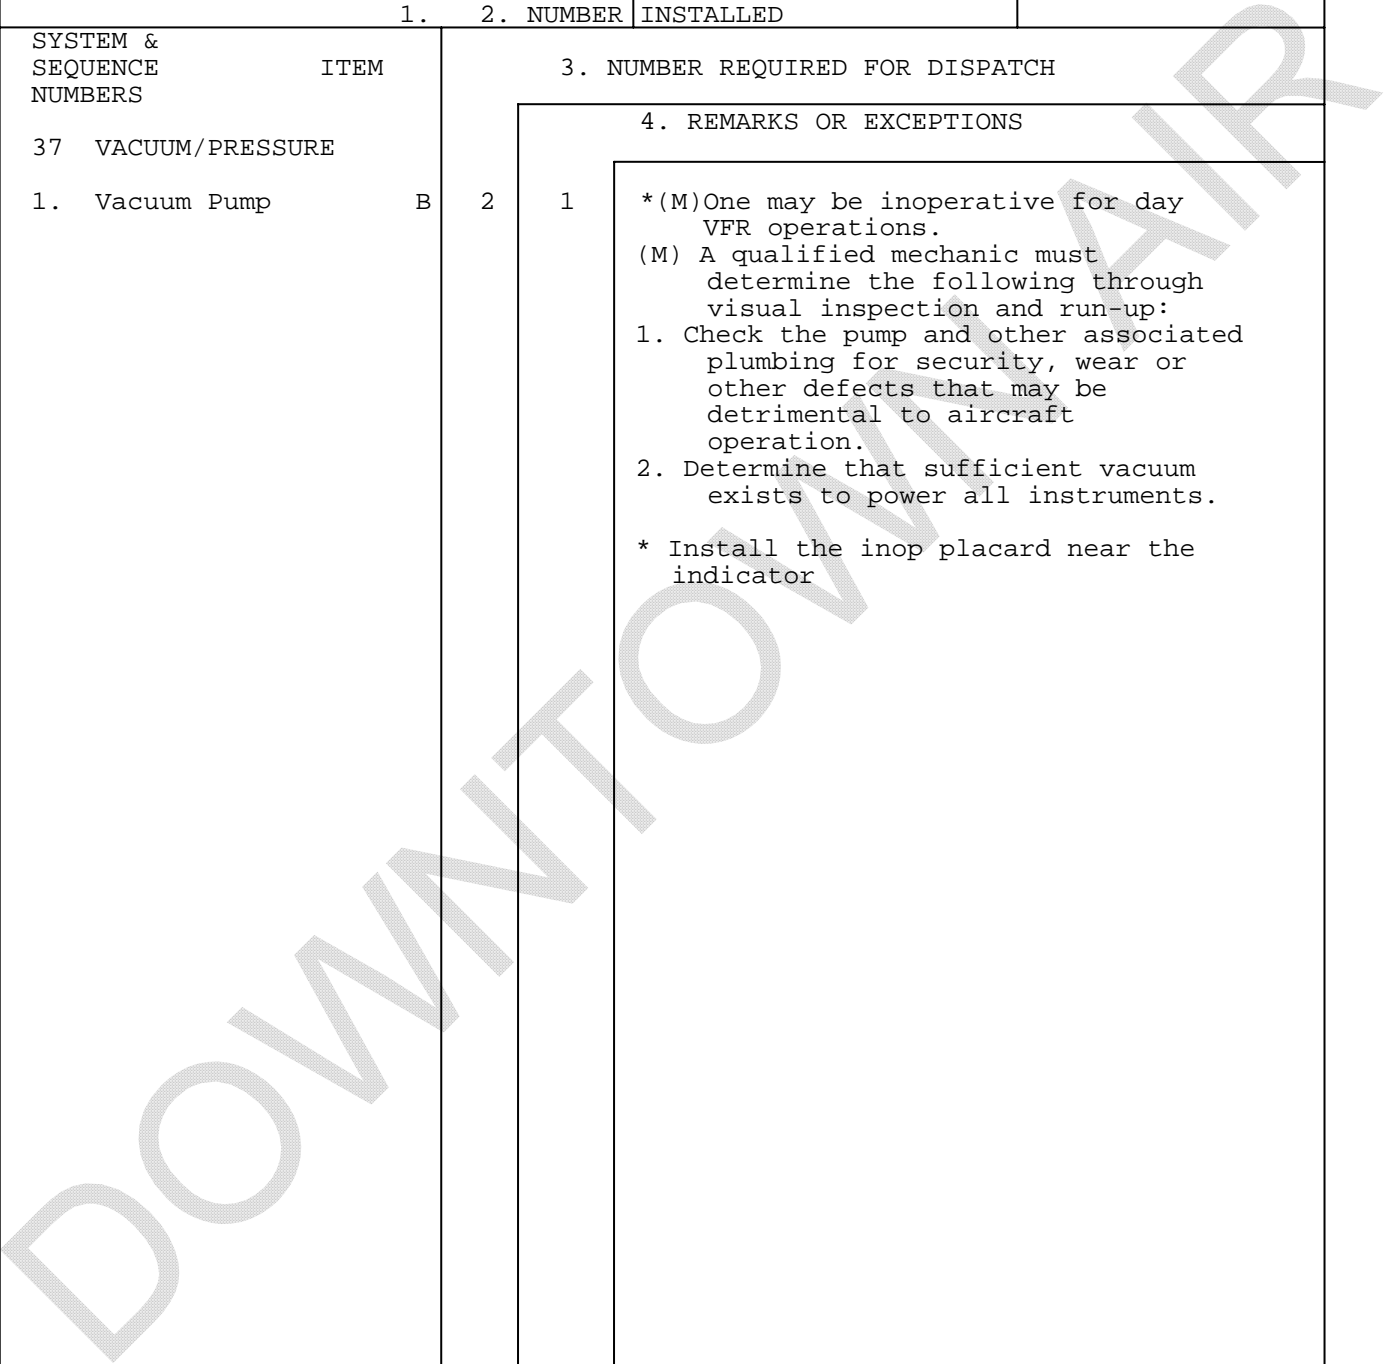 1. 2. NUMBER INSTALLED
SYSTEM &
SEQUENCE ITEM 3. NUMBER REQUIRED FOR DISPATCH
NUMBERS
4. REMARKS OR EXCEPTIONS
37 VACUUM/PRESSURE
1. Vacuum Pump B 2 1 *(M)One may be inoperative for day
VFR operations.
(M) A qualified mechanic must
determine the following through
visual inspection and run-up:
1. Check the pump and other associated
plumbing for security, wear or
other defects that may be
detrimental to aircraft
operation.
2. Determine that sufficient vacuum
exists to power all instruments.
* Install the inop placard near the
indicator
DOWNTOWN AIR